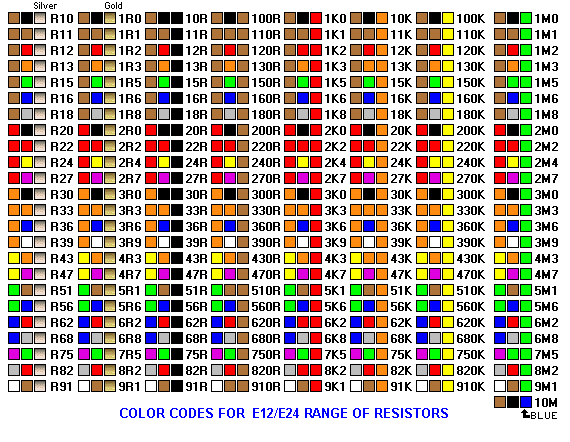 Silver Gold
R10 1R0 10R 100R 1K0 10K 100K 1M0
R11 1R1 11R 110R 1K1 11K 110K 1M1
R12 1R2 12R 120R 1K2 12K 120K 1M2
R13 1R3 13R 130R 1K3 13K 130K 1M3
R15 1R5 15R 150R 1K5 15K 150K 1M5
R16 1R6 16R 160R 1K6 16K 160K 1M6
R18 1R8 18R 180R 1K8 18K 180K 1M8
R20 2R0 20R 200R 2K0 20K 200K 2M0
R22 2R2 22R 220R 2K2 22K 220K 2M2
R24 2R4 24R 240R 2K4 24K 240K 2M4
R27 2R7 27R 270R 2K7 27K 270K 2M7
R30 3R0 30R 300R 3K0 30K 300K 3M0
R33 3R3 33R 330R 3K3 33K 330K 3M3
R36 3R6 36R 360R 3K6 36K 360K 3M6
R39 3R9 39R 390R 3K9 39K 390K 3M9
R43 4R3 43R 430R 4K3 43K 430K 4M3
R47 4R7 47R 470R 4K7 47K 470K 4M7
R51 5R1 51R 510R 5K1 51K 510K 5M1
R56 5R6 56R 560R 5K6 56K 560K 5M6
R62 6R2 62R 620R 6K2 62K 620K 6M2
R68 6R8 68R 680R 6K8 68K 680K 6M8
R75 7R5 75R 750R 7K5 75K 750K 7M5
R82 8R2 82R 820R 8K2 82K 820K 8M2
R91 9R1 91R 910R 9K1 91K 910K 9M1
10M
COLOR CODES FOR E12/E24 RANGE OF RESISTORS
BLUE